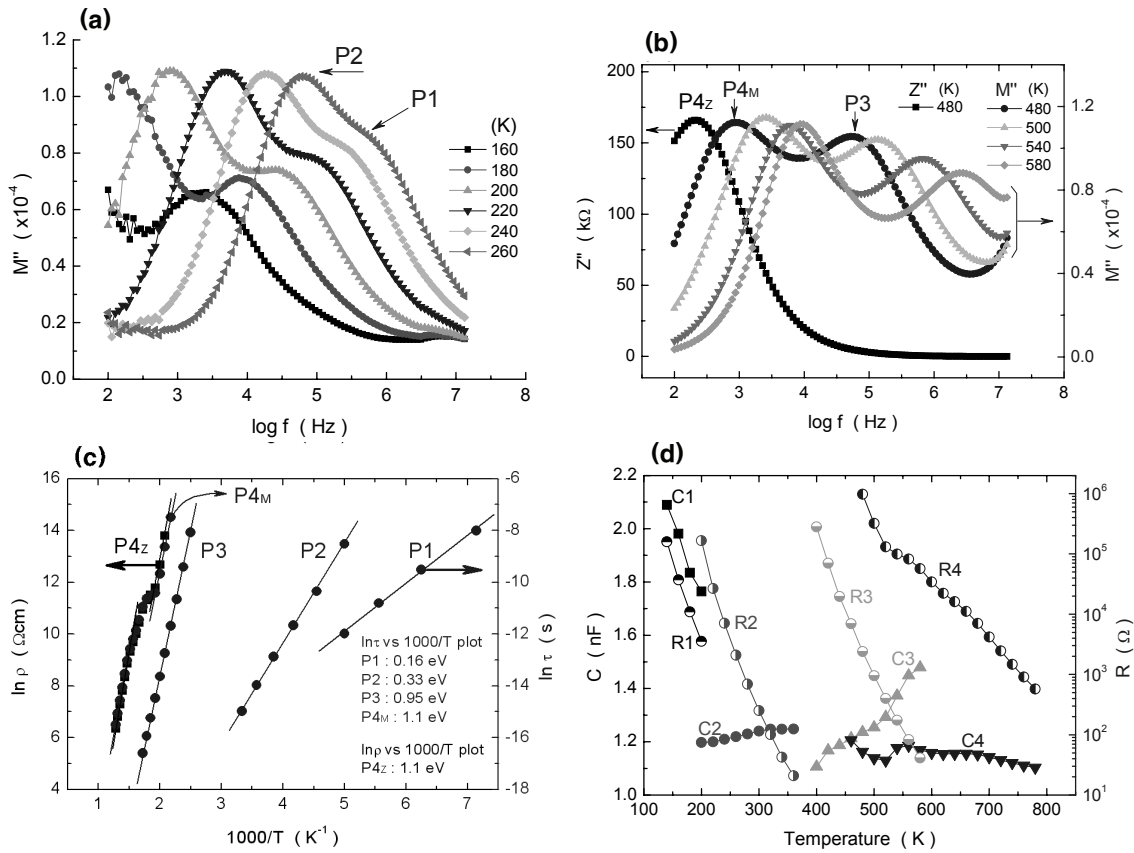 (a)
1.2
1.0
0.8
0.6
0.4
0.2
0.0
M'' (x10⁻⁴)
P2
P1
(K)
160
180
200
220
240
260
1 2 3 4 5 6 7
log f ( Hz )
(b)
200
175
150
125
100
75
50
25
0
Z'' ( kΩ )
P4Z
P4M
P3
Z'' (K)
480
M'' (K)
480
500
540
580
1.2
0.8
0.4
0.0
M'' ( x10⁻⁴)
1 2 3 4 5 6 7
log f ( Hz )
(c)
16
14
12
10
8
6
4
ln ρ ( Ωcm)
P4M
P4Z
P3
P2
P1
lnτ vs 1000/T plot
P1 : 0.16 eV
P2 : 0.33 eV
P3 : 0.95 eV
P4M : 1.1 eV
lnρ vs 1000/T plot
P4Z : 1.1 eV
-6
-8
-10
-12
-14
-16
-18
ln τ ( s )
1 2 3 4 5 6 7
1000/T ( K⁻¹ )
(d)
2.2
2.0
1.8
1.6
1.4
1.2
1.0
C ( nF )
C1
R1
R2
C2
R3
C3
R4
C4
10⁶
10⁵
10⁴
10³
10²
10¹
10⁰
R ( Ω )
100 200 300 400 500 600 700 800
Temperature ( K )